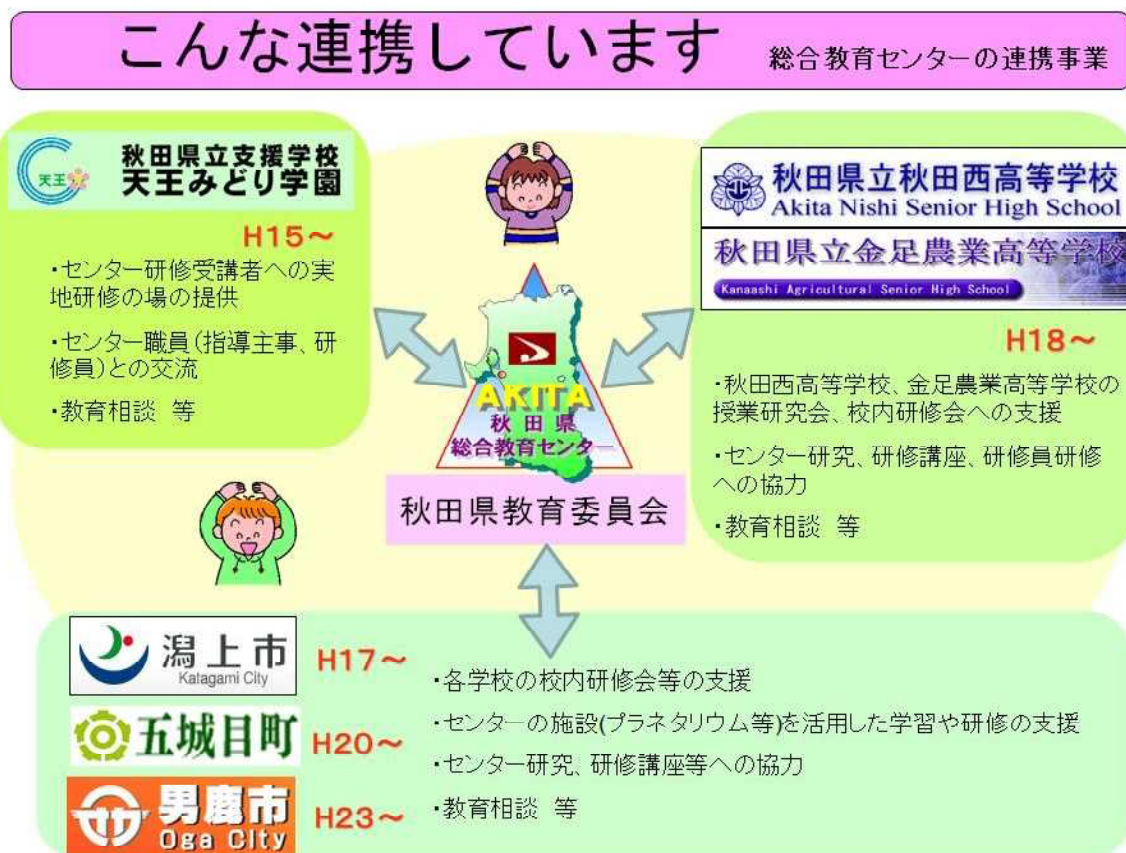 こんな連携しています 総合教育センターの連携事業
天王
秋田県立支援学校
天王みどり学園
H15～
・センター研修受講者への実
地研修の場の提供
・センター職員(指導主事、研
修員)との交流
・教育相談 等
AKITA
秋田県
総合教育センター
秋田県教育委員会
秋田県立秋田西高等学校
Akita Nishi Senior High School
秋田県立金足農業高等学校
Kanaashi Agricultural Senior High School
H18～
・秋田西高等学校、金足農業高等学校の
授業研究会、校内研修会への支援
・センター研究、研修講座、研修員研修
への協力
・教育相談 等
潟上市
Katagami City
H17～
五城目町
H20～
男鹿市
Oga City
H23～
・各学校の校内研修会等の支援
・センターの施設(プラネタリウム等)を活用した学習や研修の支援
・センター研究、研修講座等への協力
・教育相談 等